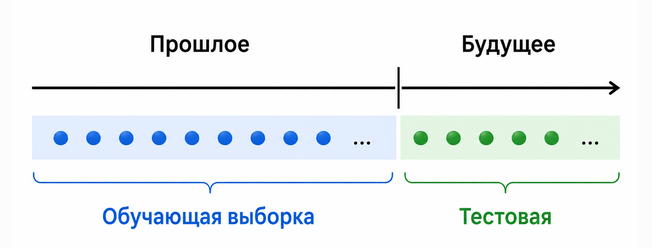 Прошлое
Будущее
...
...
Обучающая выборка
Тестовая